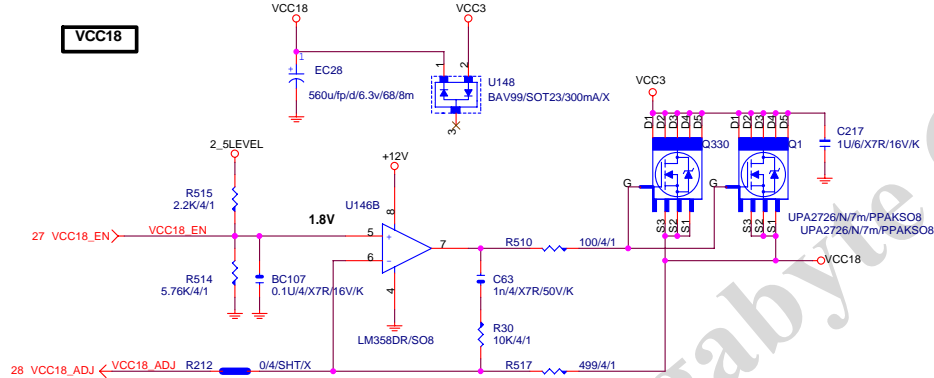 VCC18
VCC18
VCC3
1
EC28
560u/fp/d/6.3v/68/8m
1
2
3
U148
BAV99/SOT23/300mA/X
VCC3
D1 D2 D3 D4 D5
D1 D2 D3 D4 D5
C217
1U/6/X7R/16V/K
Q330
Q1
G
G
S3 S2 S1
S3 S2 S1
UPA2726/N/7m/PPAKSO8
UPA2726/N/7m/PPAKSO8
VCC18
2_5LEVEL
R515
2.2K/4/1
+12V
U146B
8
1.8V
27 VCC18_EN
VCC18_EN
5
+
6
-
7
4
R510
100/4/1
R514
5.76K/4/1
BC107
0.1U/4/X7R/16V/K
LM358DR/SO8
C63
1n/4/X7R/50V/K
R30
10K/4/1
28 VCC18_ADJ
VCC18_ADJ
R212
0/4/SHT/X
R517
499/4/1
gabyte